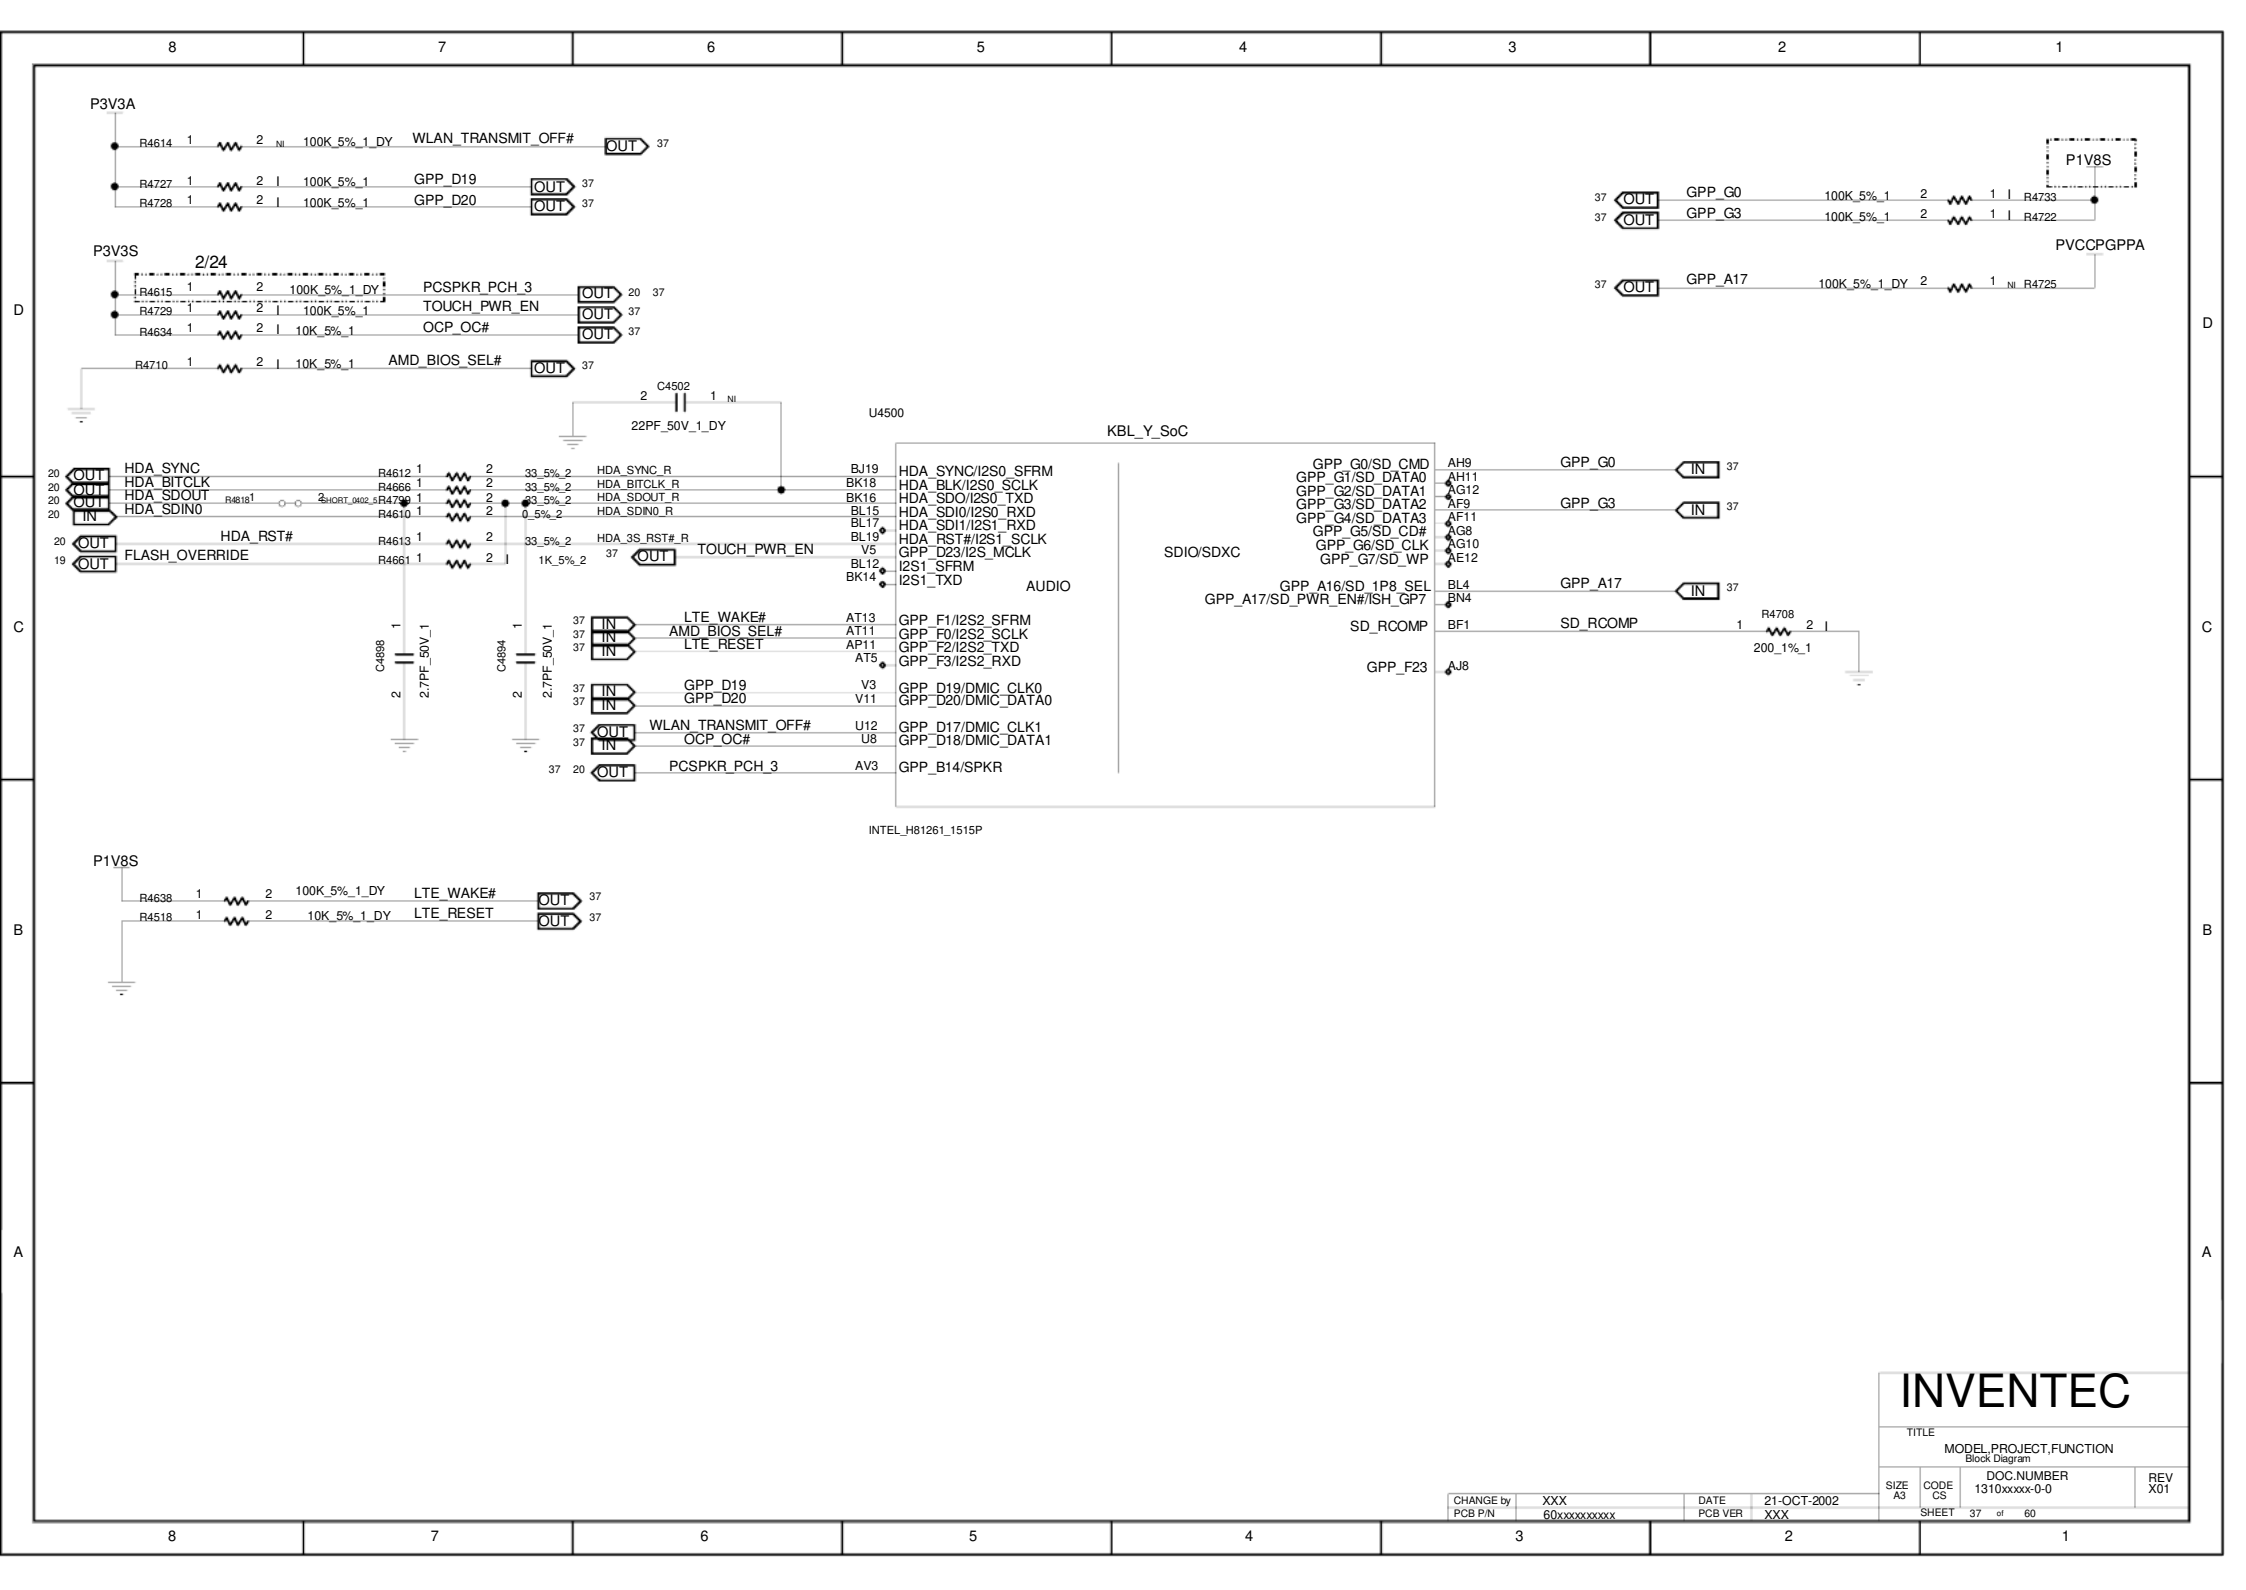 8 7 6 5 4 3 2 1
P3V3A
R4614 1 2 NI 100K_5%_1_DY WLAN_TRANSMIT_OFF# OUT 37
R4727 1 2 I 100K_5%_1 GPP_D19 OUT 37
R4728 1 2 I 100K_5%_1 GPP_D20 OUT 37
P1V8S
37 OUT GPP_G0 100K_5%_1 2 1 I R4733
37 OUT GPP_G3 100K_5%_1 2 1 I R4722
PVCCPGPPA
37 OUT GPP_A17 100K_5%_1_DY 2 1 NI R4725
P3V3S
2/24
R4615 1 2 100K_5%_1_DY PCSPKR_PCH_3 OUT 20 37
R4729 1 2 I 100K_5%_1 TOUCH_PWR_EN OUT 37
R4634 1 2 I 10K_5%_1 OCP_OC# OUT 37
R4710 1 2 I 10K_5%_1 AMD_BIOS_SEL# OUT 37
D D
C4502
2 1 NI
22PF_50V_1_DY
U4500
KBL_Y_SoC
20 OUT HDA_SYNC R4612 1 2 33_5%_2 HDA_SYNC_R BJ19 HDA_SYNC/I2S0_SFRM
20 OUT HDA_BITCLK R4666 1 2 33_5%_2 HDA_BITCLK_R BK18 HDA_BLK/I2S0_SCLK
20 OUT HDA_SDOUT R4818 1 2 SHORT_0402_5 R4799 1 2 33_5%_2 HDA_SDOUT_R BK16 HDA_SDO/I2S0_TXD
20 IN HDA_SDIN0 R4610 1 2 0_5%_2 HDA_SDIN0_R BL15 HDA_SDI0/I2S0_RXD
BL17 HDA_SDI1/I2S1_RXD
20 OUT HDA_RST# R4613 1 2 33_5%_2 HDA_3S_RST#_R BL19 HDA_RST#/I2S1_SCLK
37 OUT TOUCH_PWR_EN V5 GPP_D23/I2S_MCLK
19 OUT FLASH_OVERRIDE R4661 1 2 I 1K_5%_2
BL12 I2S1_SFRM
BK14 I2S1_TXD
AUDIO
SDIO/SDXC
GPP_G0/SD_CMD AH9 GPP_G0 IN 37
GPP_G1/SD_DATA0 AH11
GPP_G2/SD_DATA1 AG12
GPP_G3/SD_DATA2 AF9 GPP_G3 IN 37
GPP_G4/SD_DATA3 AF11
GPP_G5/SD_CD# AG8
GPP_G6/SD_CLK AG10
GPP_G7/SD_WP AE12
GPP_A16/SD_1P8_SEL BL4 GPP_A17 IN 37
GPP_A17/SD_PWR_EN#/ISH_GP7 BN4
SD_RCOMP BF1 SD_RCOMP 1 R4708 2 I
200_1%_1
GPP_F23 AJ8
C C
C4898 1 2 2.7PF_50V_1
C4894 1 2 2.7PF_50V_1
37 IN LTE_WAKE# AT13 GPP_F1/I2S2_SFRM
37 IN AMD_BIOS_SEL# AT11 GPP_F0/I2S2_SCLK
37 IN LTE_RESET AP11 GPP_F2/I2S2_TXD
AT5 GPP_F3/I2S2_RXD
37 IN GPP_D19 V3 GPP_D19/DMIC_CLK0
37 IN GPP_D20 V11 GPP_D20/DMIC_DATA0
37 OUT WLAN_TRANSMIT_OFF# U12 GPP_D17/DMIC_CLK1
37 IN OCP_OC# U8 GPP_D18/DMIC_DATA1
37 20 OUT PCSPKR_PCH_3 AV3 GPP_B14/SPKR
INTEL_H81261_1515P
P1V8S
R4638 1 2 100K_5%_1_DY LTE_WAKE# OUT 37
R4518 1 2 10K_5%_1_DY LTE_RESET OUT 37
B B
A A
INVENTEC
TITLE
MODEL,PROJECT,FUNCTION
Block Diagram
SIZE A3 CODE CS DOC.NUMBER 1310xxxxx-0-0 REV X01
CHANGE by XXX DATE 21-OCT-2002
PCB P/N 60xxxxxxxxxx PCB VER XXX SHEET 37 of 60
8 7 6 5 4 3 2 1